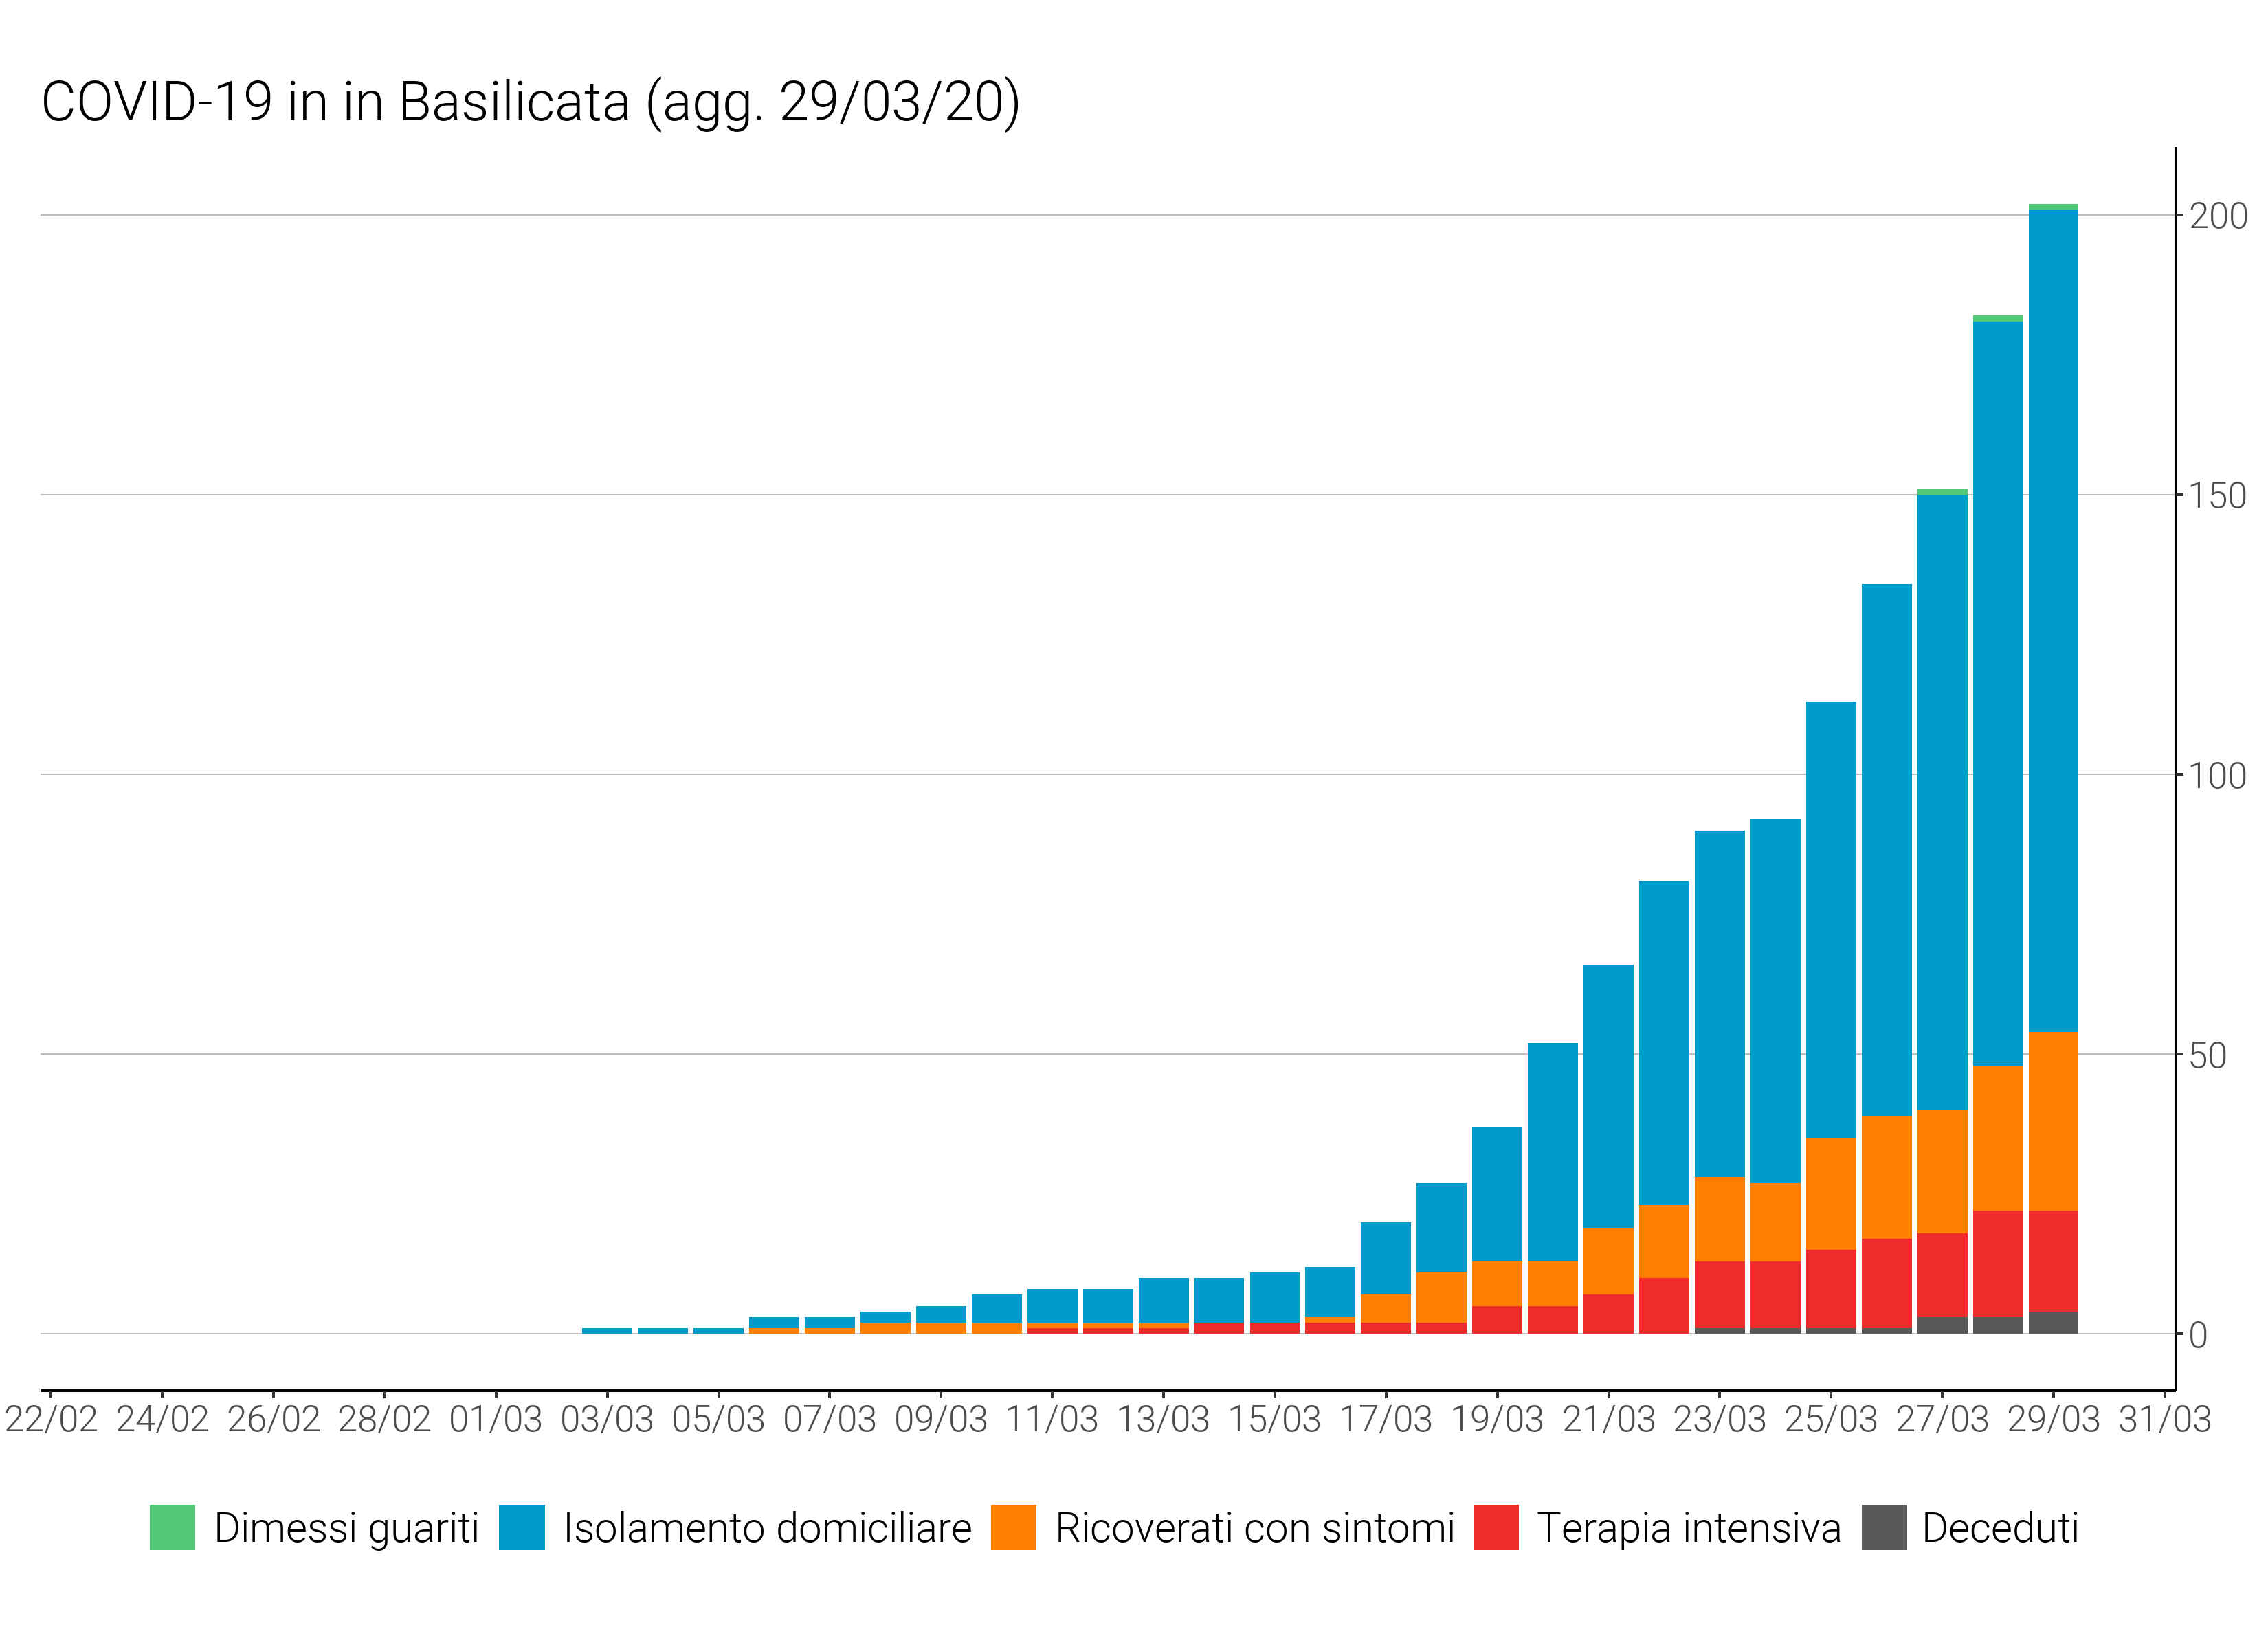 COVID-19 in in Basilicata (agg. 29/03/20)
200
150
100
50
0
22/02 24/02 26/02 28/02 01/03 03/03 05/03 07/03 09/03 11/03 13/03 15/03 17/03 19/03 21/03 23/03 25/03 27/03 29/03 31/03
Dimessi guariti Isolamento domiciliare Ricoverati con sintomi Terapia intensiva Deceduti